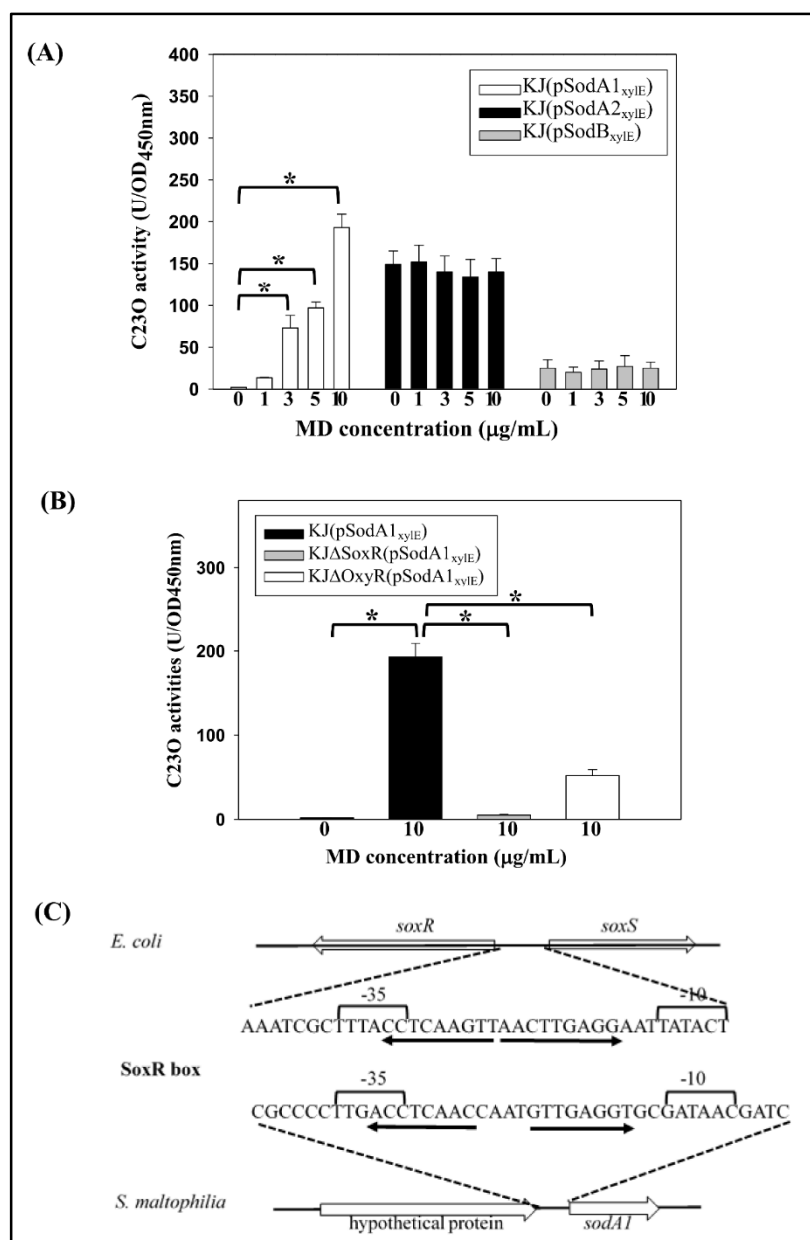 (A)
C23O activity (U/OD450nm)
400
350
300
250
200
150
100
50
0
KJ(pSodA1xylE)
KJ(pSodA2xylE)
KJ(pSodB xylE)
* * *
0 1 3 5 10 0 1 3 5 10 0 1 3 5 10
MD concentration (μg/mL)
(B)
C23O activities (U/OD450nm)
300
200
100
0
KJ(pSodA1xylE)
KJΔSoxR(pSodA1xylE)
KJΔOxyR(pSodA1xylE)
* * *
0 10 10 10
MD concentration (μg/mL)
(C)
E. coli soxR soxS
-35 -10
AAATCGCTTTACCTCAAGTTAACTTGAGGAATTATACT
SoxR box
-35 -10
CGCCCCTTGACCTCAACCAATGTTGAGGTGCGATAACGATC
S. maltophilia hypothetical protein sodA1